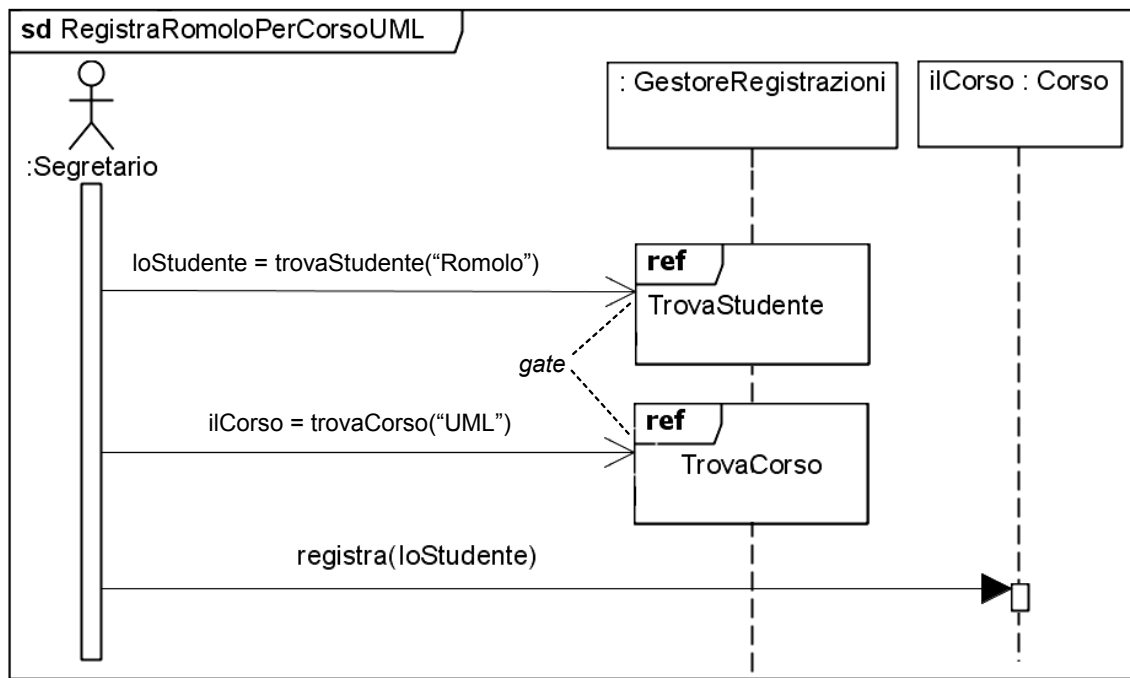 sd RegistraRomoloPerCorsoUML
: GestoreRegistrazioni
ilCorso : Corso
:Segretario
loStudente = trovaStudente(“Romolo”)
ref
TrovaStudente
gate
ilCorso = trovaCorso(“UML”)
ref
TrovaCorso
registra(loStudente)